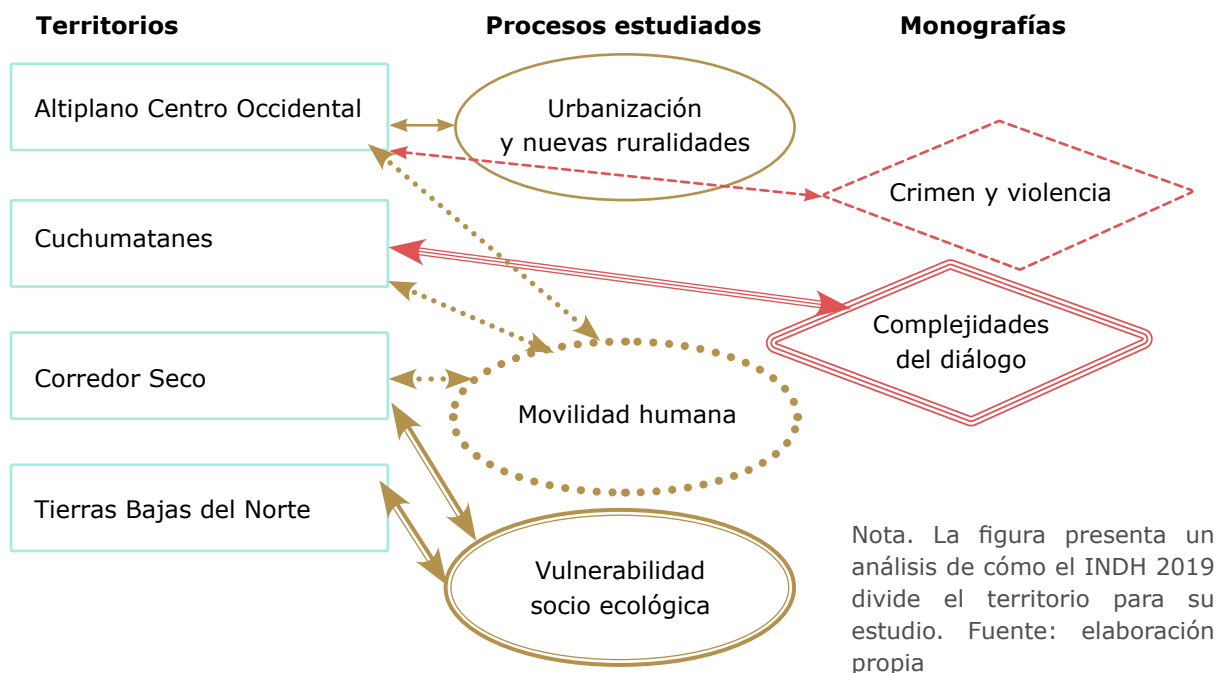 Territorios
Procesos estudiados
Monografías
Altiplano Centro Occidental
Cuchumatanes
Corredor Seco
Tierras Bajas del Norte
Urbanización
y nuevas ruralidades
Movilidad humana
Vulnerabilidad
socio ecológica
Crimen y violencia
Complejidades
del diálogo
Nota. La figura presenta un
análisis de cómo el INDH 2019
divide el territorio para su
estudio. Fuente: elaboración
propia